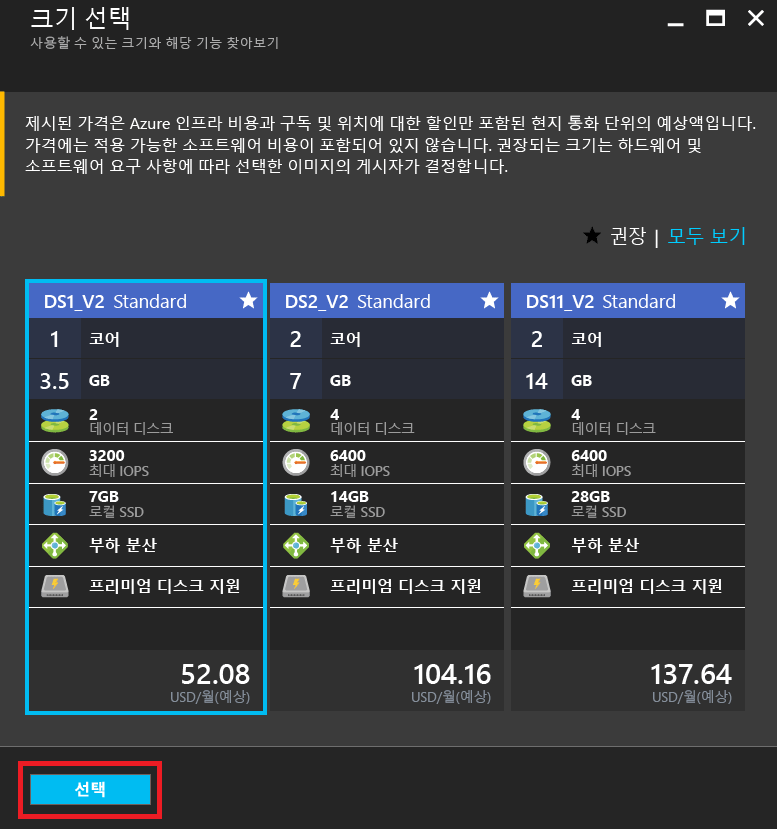 크기 선택
사용할 수 있는 크기와 해당 기능 찾아보기
제시된 가격은 Azure 인프라 비용과 구독 및 위치에 대한 할인만 포함된 현지 통화 단위의 예상액입니다.
가격에는 적용 가능한 소프트웨어 비용이 포함되어 있지 않습니다. 권장되는 크기는 하드웨어 및
소프트웨어 요구 사항에 따라 선택한 이미지의 게시자가 결정합니다.
★ 권장 | 모두 보기
DS1_V2 Standard ★
1 코어
3.5 GB
2
데이터 디스크
3200
최대 IOPS
7GB
로컬 SSD
부하 분산
프리미엄 디스크 지원
52.08
USD/월(예상)
DS2_V2 Standard ★
2 코어
7 GB
4
데이터 디스크
6400
최대 IOPS
14GB
로컬 SSD
부하 분산
프리미엄 디스크 지원
104.16
USD/월(예상)
DS11_V2 Standard ★
2 코어
14 GB
4
데이터 디스크
6400
최대 IOPS
28GB
로컬 SSD
부하 분산
프리미엄 디스크 지원
137.64
USD/월(예상)
선택